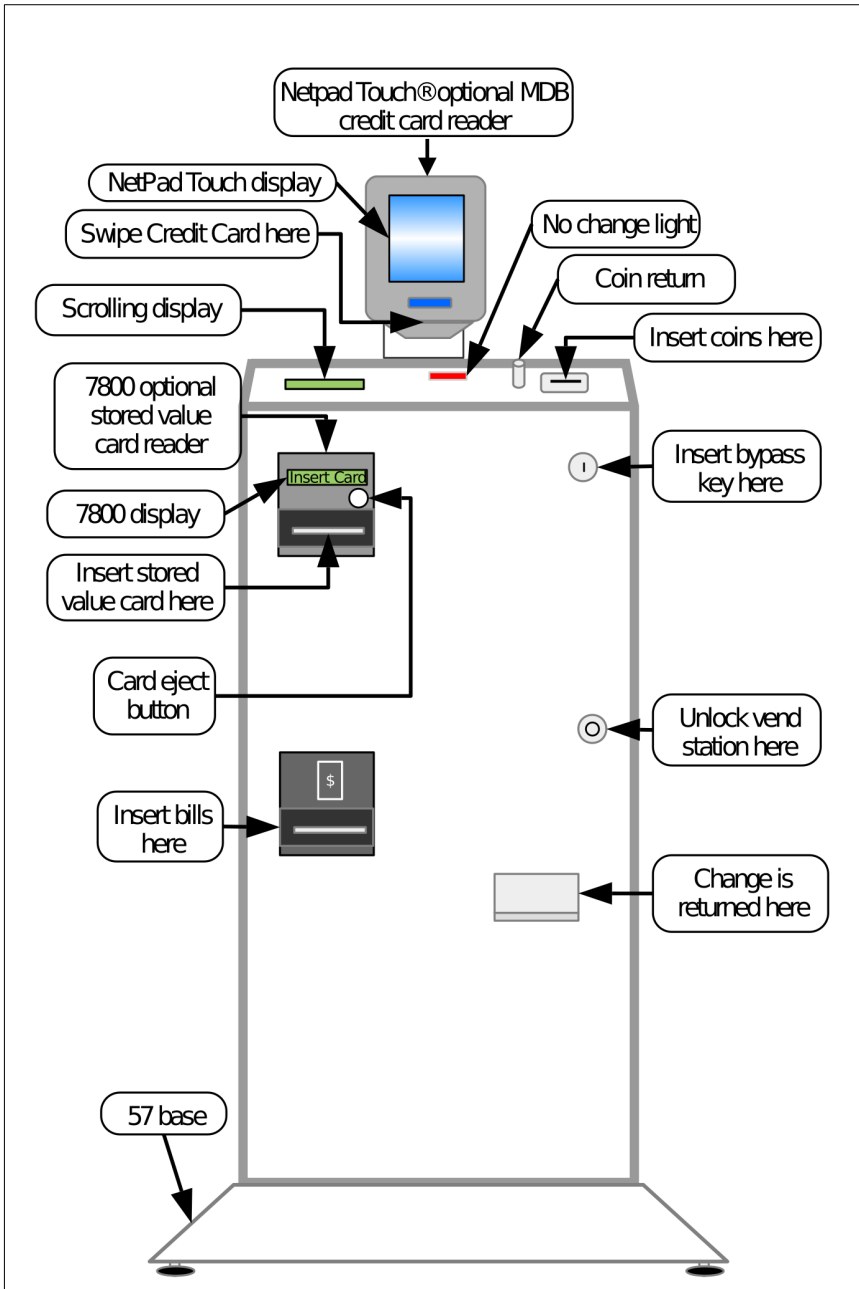 Netpad Touch®optional MDB
credit card reader
NetPad Touch display
Swipe Credit Card here
No change light
Coin return
Scrolling display
Insert coins here
7800 optional
stored value
card reader
Insert bypass
key here
Insert Card
7800 display
Insert stored
value card here
Card eject
button
Unlock vend
station here
$
Insert bills
here
Change is
returned here
57 base